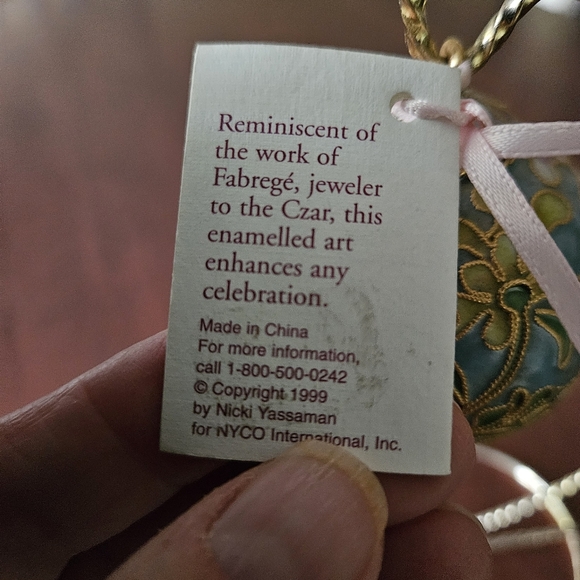 Reminiscent of
the work of
Fabregé, jeweler
to the Czar, this
enamelled art
enhances any
celebration.
Made in China
For more information,
call 1-800-500-0242
© Copyright 1999
by Nicki Yassaman
for NYCO International, Inc.